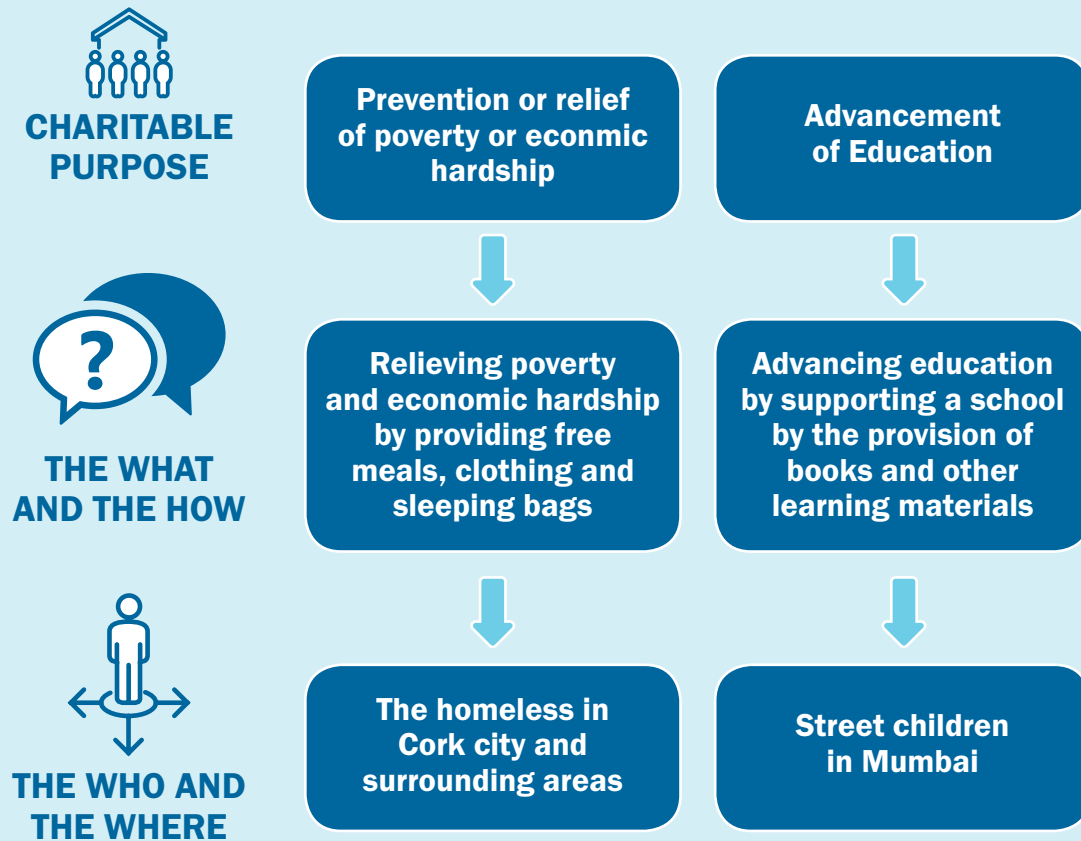 CHARITABLE
PURPOSE
Prevention or relief
of poverty or econmic
hardship
Advancement
of Education
?
THE WHAT
AND THE HOW
Relieving poverty
and economic hardship
by providing free
meals, clothing and
sleeping bags
Advancing education
by supporting a school
by the provision of
books and other
learning materials
THE WHO AND
THE WHERE
The homeless in
Cork city and
surrounding areas
Street children
in Mumbai